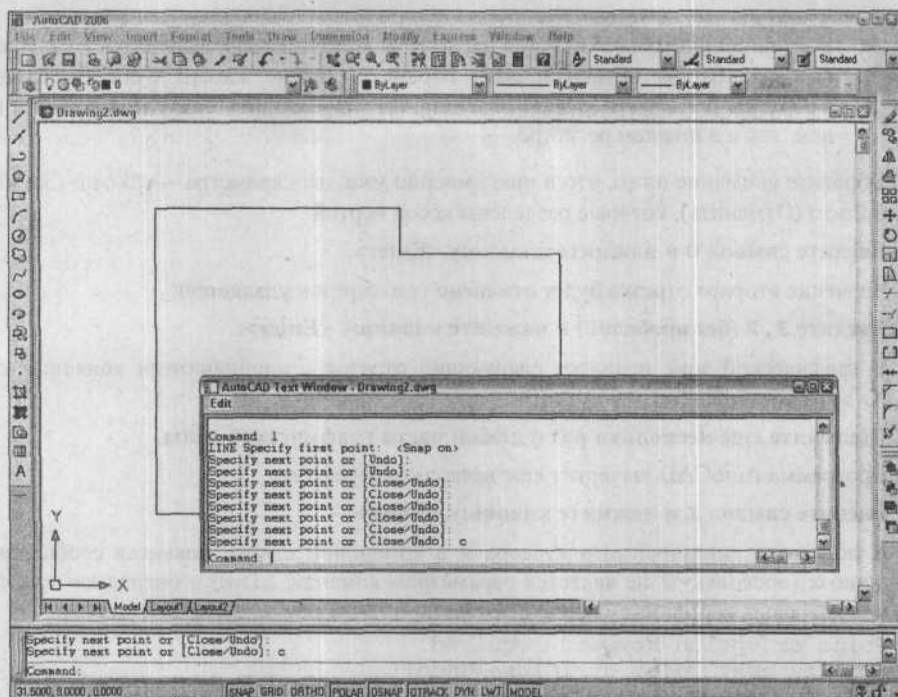 AutoCAD 2006
File Edit View Insert Format Tools Draw Dimension Modify Express Window Help
Standard Standard Standard
0 ByLayer ByLayer ByLayer
Drawing2.dwg
AutoCAD Text Window - Drawing2.dwg
Edit
Command: l
LINE Specify first point: <Snap on>
Specify next point or [Undo]:
Specify next point or [Undo]:
Specify next point or [Close/Undo]:
Specify next point or [Close/Undo]:
Specify next point or [Close/Undo]:
Specify next point or [Close/Undo]:
Specify next point or [Close/Undo]:
Specify next point or [Close/Undo]: c
Command:
Y
X
Model Layout1 Layout2
Specify next point or [Close/Undo]:
Specify next point or [Close/Undo]: c
Command:
31.5000, 9.0000, 0.0000 SNAP GRID ORTHO POLAR OSNAP OTRACK DYN LWT MODEL